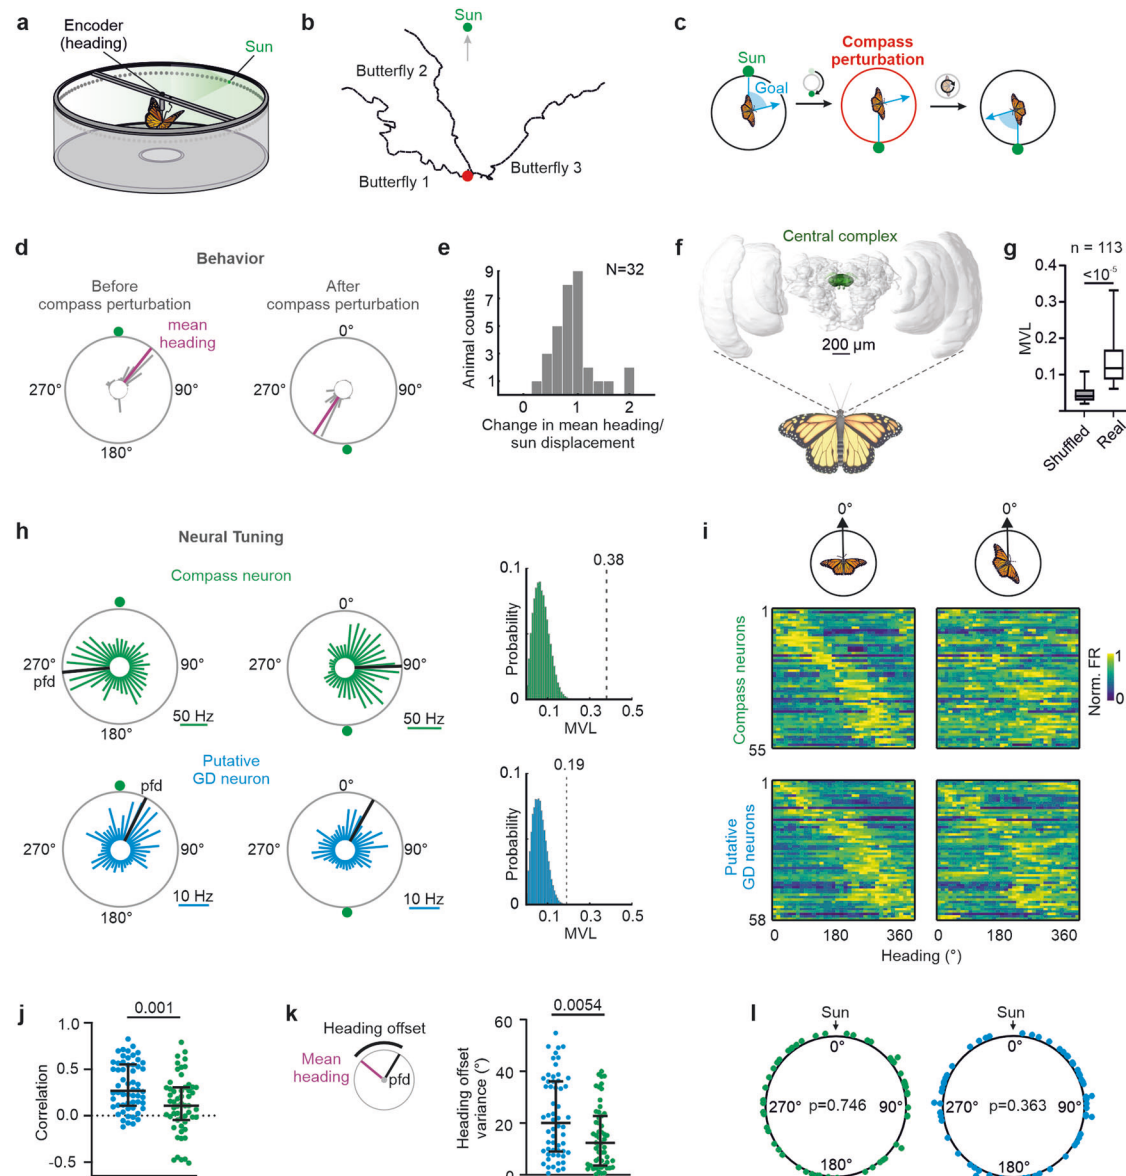 a
Encoder
(heading)
Sun
b
Sun
Butterfly 2
Butterfly 1
Butterfly 3
c
Compass
perturbation
Sun
Goal
d
Behavior
Before
compass perturbation
After
compass perturbation
mean
heading
0°
270°
90°
180°
270°
90°
e
N=32
Animal counts
9
7
5
3
1
0
1
2
Change in mean heading/
sun displacement
f
Central complex
200 µm
g
n = 113
<10⁻⁵
MVL
0.4
0.3
0.2
0.1
Shuffled
Real
h
Neural Tuning
Compass neuron
0°
270°
pfd
90°
180°
50 Hz
270°
90°
50 Hz
0.38
Probability
0.1
0
0.1
0.3
0.5
MVL
Putative
GD neuron
pfd
0°
270°
90°
180°
10 Hz
270°
90°
10 Hz
0.19
Probability
0.1
0
0.1
0.3
0.5
MVL
i
0°
0°
Compass neurons
1
55
Norm. FR
1
0
Putative
GD neurons
1
58
0
180
360
0
180
360
Heading (°)
j
0.001
Correlation
1.0
0.5
0.0
-0.5
k
Heading offset
Mean
heading
pfd
0.0054
Heading offset
variance (°)
60
40
20
0
l
Sun
0°
270°
p=0.746
90°
180°
Sun
0°
270°
p=0.363
90°
180°